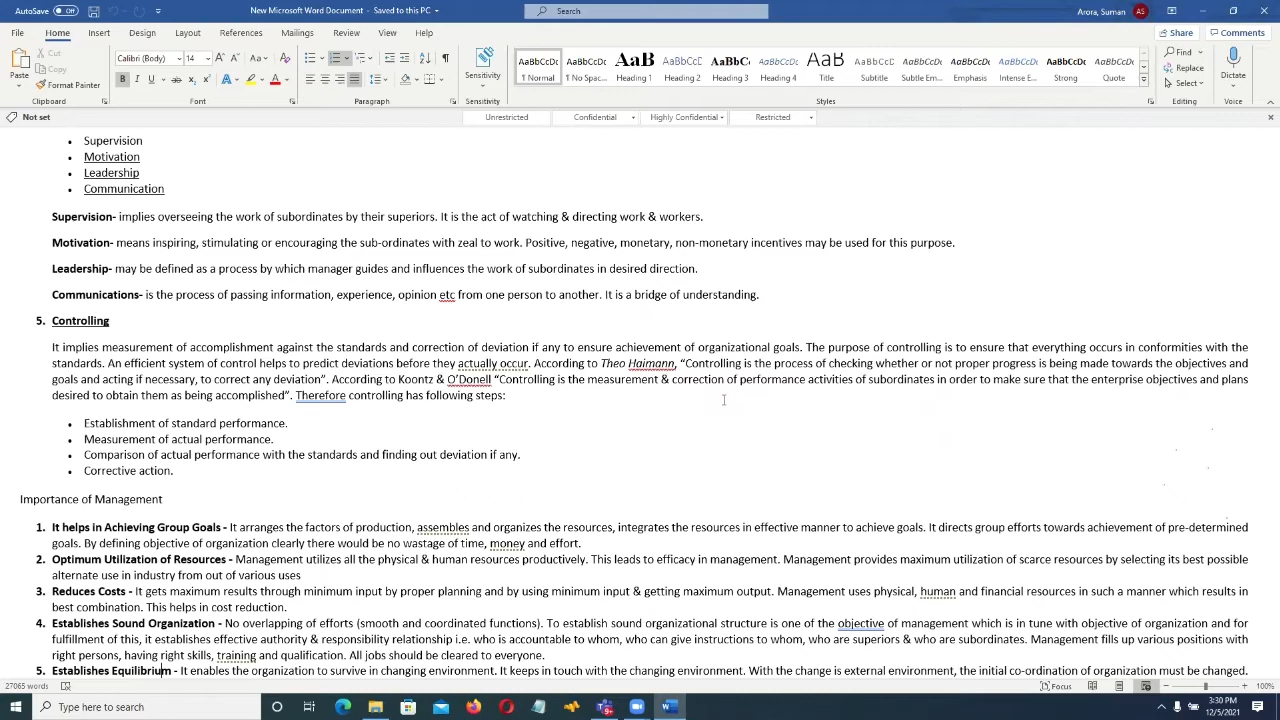 AutoSave Off New Microsoft Word Document - Saved to this PC Search Arora, Suman AS
File Home Insert Design Layout References Mailings Review View Help Share Comments
Paste Cut Copy Format Painter
Calibri (Body) 14
Sensitivity
AaBbCcDc AaBbCcDc AaB AaBbCcC AaBbCc AaBbCcD AaB AaBbCcC AaBbCcDc AaBbCcDc AaBbCcDc AaBbCcDc AaBbCcDc
¶ Normal ¶ No Spac... Heading 1 Heading 2 Heading 3 Heading 4 Title Subtitle Subtle Em... Emphasis Intense E... Strong Quote
Find Replace Select Dictate
Clipboard Font Paragraph Styles Editing Voice
Not set Unrestricted Confidential Highly Confidential Restricted
• Supervision
• Motivation
• Leadership
• Communication
Supervision- implies overseeing the work of subordinates by their superiors. It is the act of watching & directing work & workers.
Motivation- means inspiring, stimulating or encouraging the sub-ordinates with zeal to work. Positive, negative, monetary, non-monetary incentives may be used for this purpose.
Leadership- may be defined as a process by which manager guides and influences the work of subordinates in desired direction.
Communications- is the process of passing information, experience, opinion etc from one person to another. It is a bridge of understanding.
5. Controlling
It implies measurement of accomplishment against the standards and correction of deviation if any to ensure achievement of organizational goals. The purpose of controlling is to ensure that everything occurs in conformities with the
standards. An efficient system of control helps to predict deviations before they actually occur. According to Theo Haimann, “Controlling is the process of checking whether or not proper progress is being made towards the objectives and
goals and acting if necessary, to correct any deviation”. According to Koontz & O’Donell “Controlling is the measurement & correction of performance activities of subordinates in order to make sure that the enterprise objectives and plans
desired to obtain them as being accomplished”. Therefore controlling has following steps:
• Establishment of standard performance.
• Measurement of actual performance.
• Comparison of actual performance with the standards and finding out deviation if any.
• Corrective action.
Importance of Management
1. It helps in Achieving Group Goals - It arranges the factors of production, assembles and organizes the resources, integrates the resources in effective manner to achieve goals. It directs group efforts towards achievement of pre-determined
goals. By defining objective of organization clearly there would be no wastage of time, money and effort.
2. Optimum Utilization of Resources - Management utilizes all the physical & human resources productively. This leads to efficacy in management. Management provides maximum utilization of scarce resources by selecting its best possible
alternate use in industry from out of various uses
3. Reduces Costs - It gets maximum results through minimum input by proper planning and by using minimum input & getting maximum output. Management uses physical, human and financial resources in such a manner which results in
best combination. This helps in cost reduction.
4. Establishes Sound Organization - No overlapping of efforts (smooth and coordinated functions). To establish sound organizational structure is one of the objective of management which is in tune with objective of organization and for
fulfillment of this, it establishes effective authority & responsibility relationship i.e. who is accountable to whom, who can give instructions to whom, who are superiors & who are subordinates. Management fills up various positions with
right persons, having right skills, training and qualification. All jobs should be cleared to everyone.
5. Establishes Equilibrium - It enables the organization to survive in changing environment. It keeps in touch with the changing environment. With the change is external environment, the initial co-ordination of organization must be changed.
27065 words Focus 100%
Type here to search 3:30 PM
12/5/2021